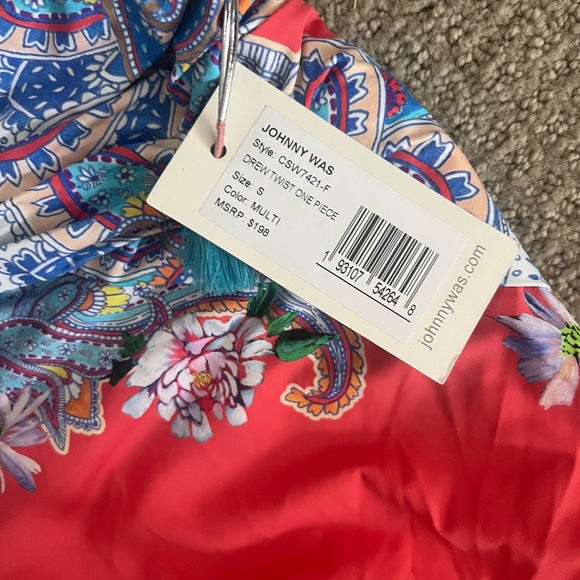 JOHNNY WAS
Style: CSW7421-F
DREW TWIST ONE PIECE
Size: S
Color: MULTI
MSRP: $198
1 93107 54264 8
johnnywas.com